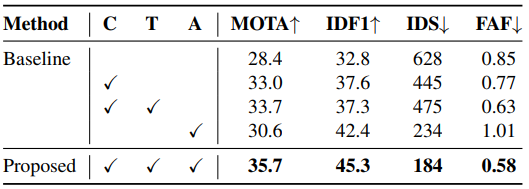 Method C T A MOTA↑ IDF1↑ IDS↓ FAF↓
Baseline 28.4 32.8 628 0.85
✓ 33.0 37.6 445 0.77
✓ ✓ 33.7 37.3 475 0.63
✓ 30.6 42.4 234 1.01
Proposed ✓ ✓ ✓ 35.7 45.3 184 0.58